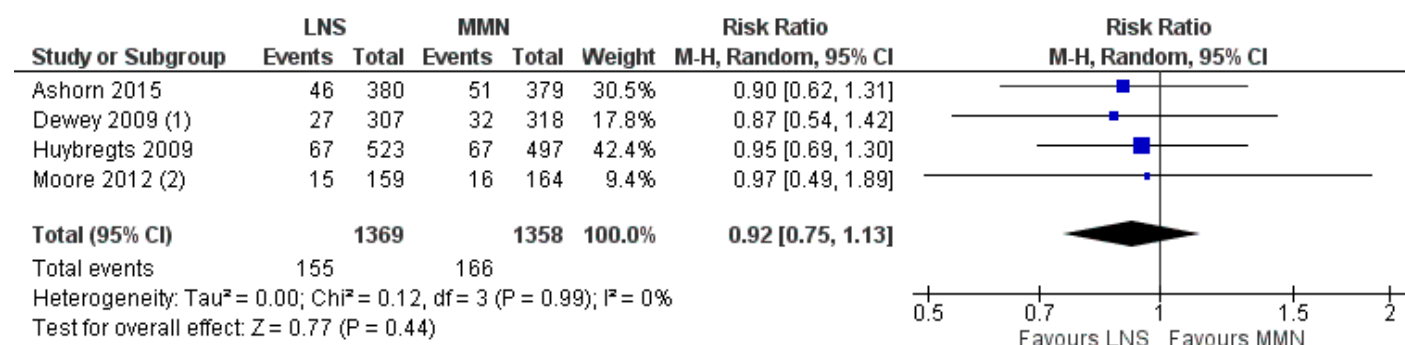 LNS MMN Risk Ratio Risk Ratio
Study or Subgroup Events Total Events Total Weight M-H, Random, 95% CI M-H, Random, 95% CI
Ashorn 2015 46 380 51 379 30.5% 0.90 [0.62, 1.31]
Dewey 2009 (1) 27 307 32 318 17.8% 0.87 [0.54, 1.42]
Huybregts 2009 67 523 67 497 42.4% 0.95 [0.69, 1.30]
Moore 2012 (2) 15 159 16 164 9.4% 0.97 [0.49, 1.89]
Total (95% CI) 1369 1358 100.0% 0.92 [0.75, 1.13]
Total events 155 166
Heterogeneity: Tau² = 0.00; Chi² = 0.12, df = 3 (P = 0.99); I² = 0%
Test for overall effect: Z = 0.77 (P = 0.44)
0.5 0.7 1 1.5 2
Favours LNS Favours MMN